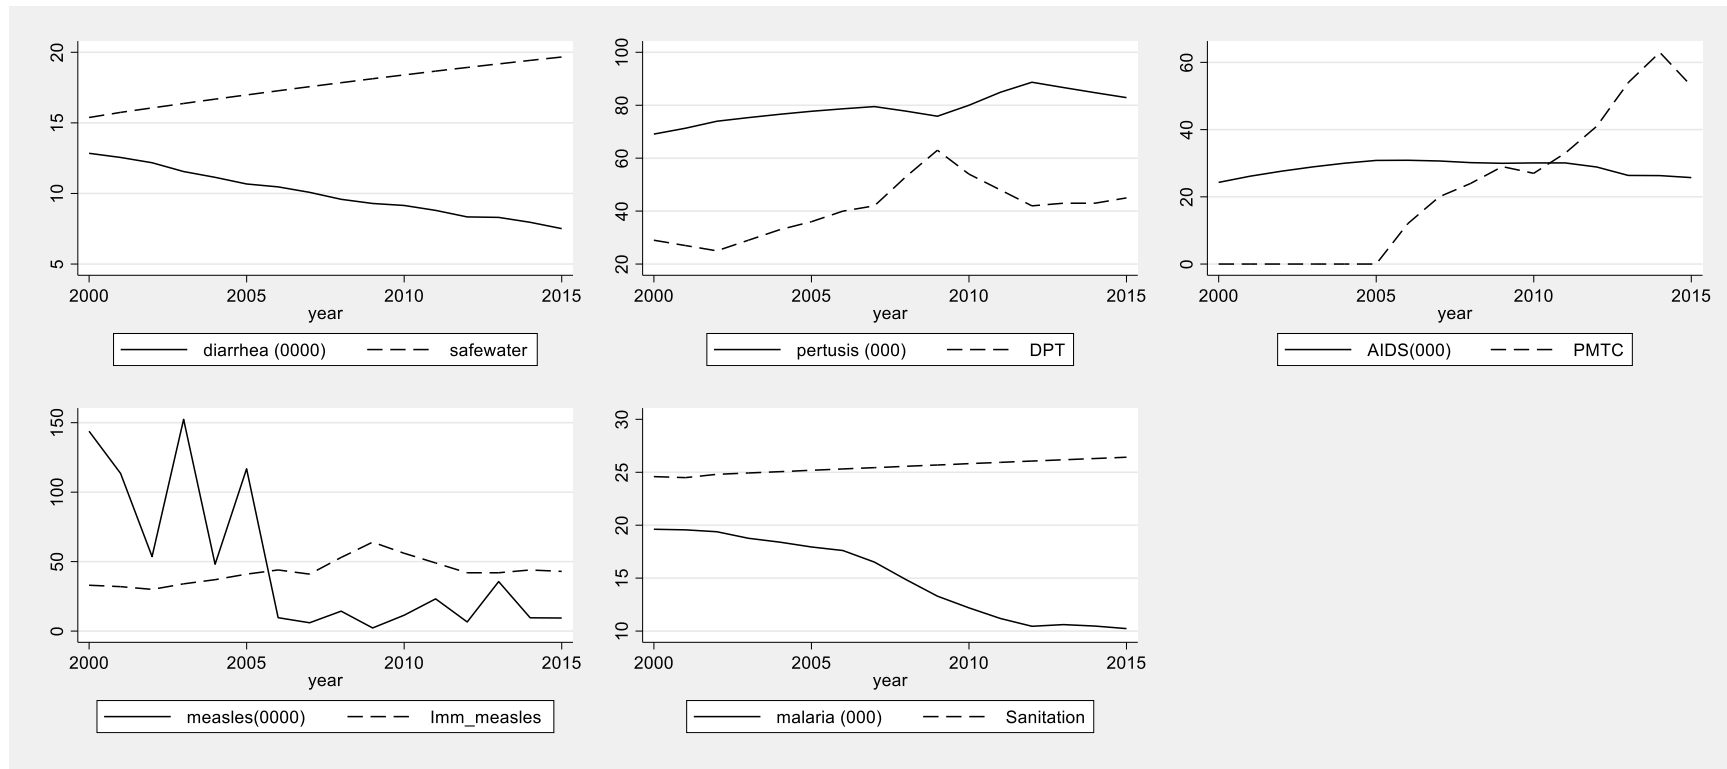 20
15
10
5
2000 2005 2010 2015
year
diarrhea (0000) safewater
100
80
60
40
20
2000 2005 2010 2015
year
pertusis (000) DPT
60
40
20
0
2000 2005 2010 2015
year
AIDS(000) PMTC
150
100
50
0
2000 2005 2010 2015
year
measles(0000) Imm_measles
30
25
20
15
10
2000 2005 2010 2015
year
malaria (000) Sanitation